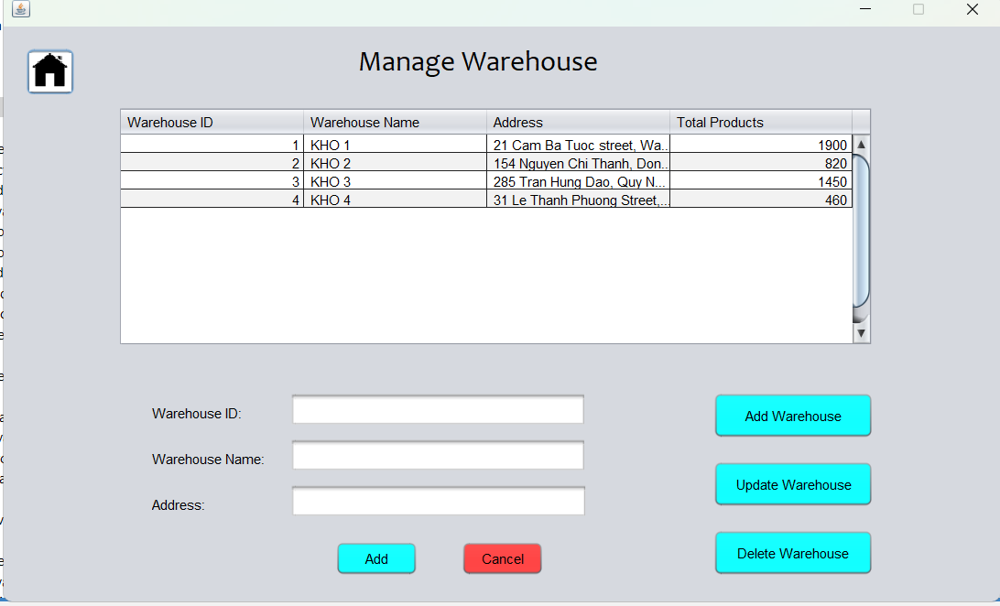 Manage Warehouse
Warehouse ID Warehouse Name Address Total Products
1 KHO 1 21 Cam Ba Tuoc street, Wa... 1900
2 KHO 2 154 Nguyen Chi Thanh, Don... 820
3 KHO 3 285 Tran Hung Dao, Quy N... 1450
4 KHO 4 31 Le Thanh Phuong Street,... 460
Warehouse ID:
Add Warehouse
Warehouse Name:
Update Warehouse
Address:
Add
Cancel
Delete Warehouse